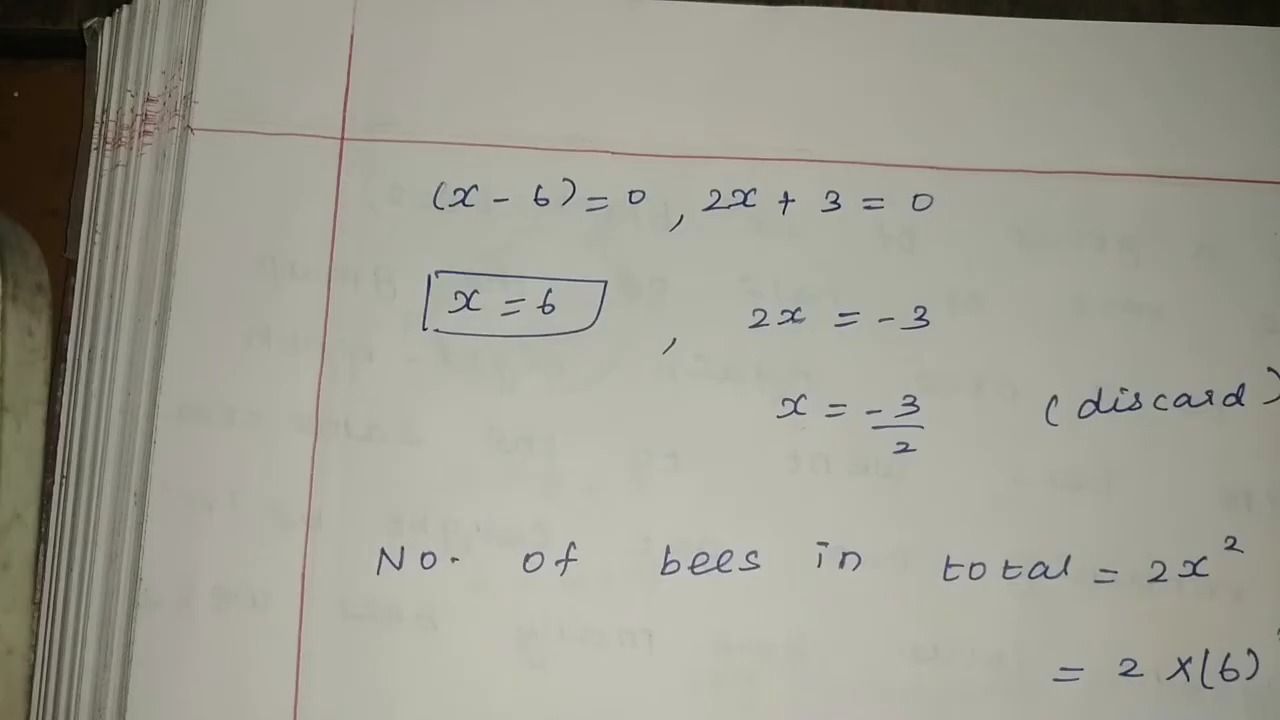 (x - 6) = 0 , 2x + 3 = 0
x = 6 , 2x = -3
x = -3/2 (discard)
No. of bees in total = 2x²
= 2 x (6)